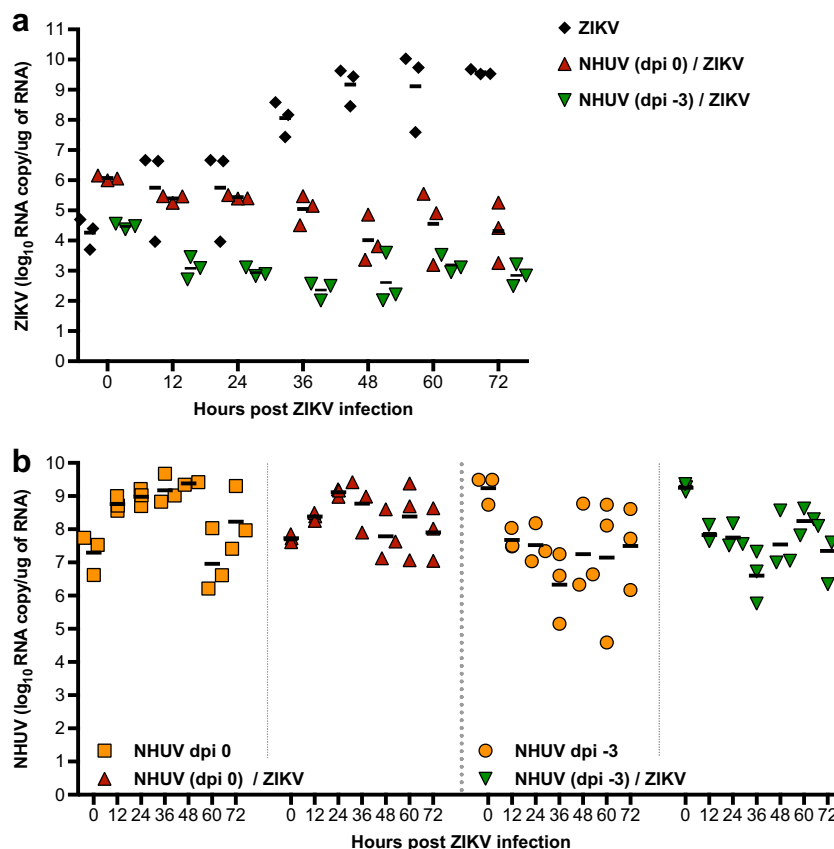 a
ZIKV (log10 RNA copy/ug of RNA)
11
10
9
8
7
6
5
4
3
2
1
0
0 12 24 36 48 60 72
Hours post ZIKV infection
ZIKV
NHUV (dpi 0) / ZIKV
NHUV (dpi -3) / ZIKV
b
NHUV (log10 RNA copy/ug of RNA)
10
9
8
7
6
5
4
3
2
1
0
NHUV dpi 0
NHUV (dpi 0) / ZIKV
NHUV dpi -3
NHUV (dpi -3) / ZIKV
0 12 24 36 48 60 72 0 12 24 36 48 60 72 0 12 24 36 48 60 72 0 12 24 36 48 60 72
Hours post ZIKV infection